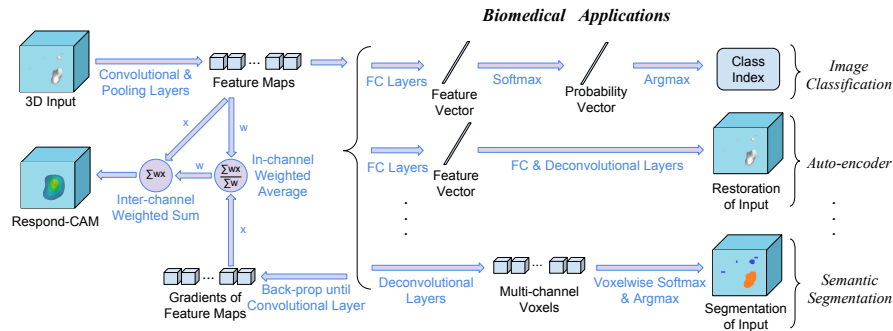 Biomedical Applications
3D Input
Convolutional &
Pooling Layers
Feature Maps
FC Layers
Feature
Vector
Softmax
Probability
Vector
Argmax
Class
Index
Image
Classification
x
w
Respond-CAM
∑wx
Inter-channel
Weighted Sum
w
∑wx
∑w
In-channel
Weighted
Average
x
FC Layers
Feature
Vector
FC & Deconvolutional Layers
Restoration
of Input
Auto-encoder
Gradients of
Feature Maps
Back-prop until
Convolutional Layer
Deconvolutional
Layers
Multi-channel
Voxels
Voxelwise Softmax
& Argmax
Segmentation
of Input
Semantic
Segmentation